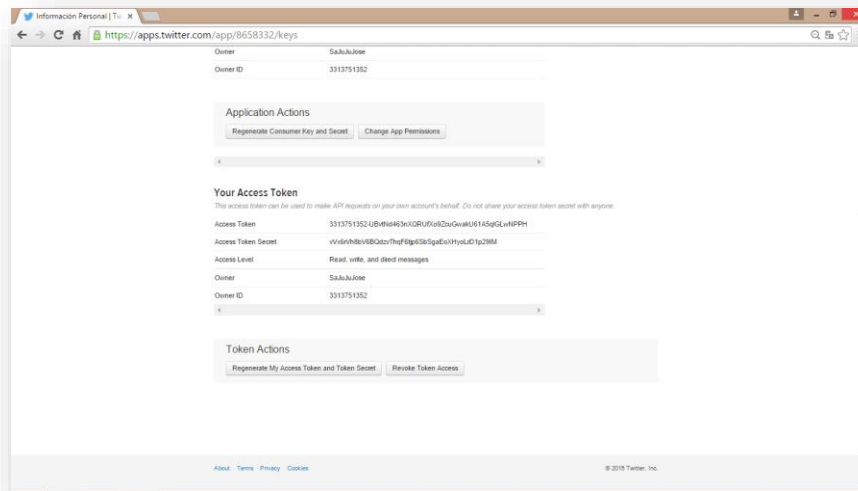 Información Personal | Tw
https://apps.twitter.com/app/8658332/keys
Owner SaJuJuJose
Owner ID 3313751352
Application Actions
Regenerate Consumer Key and Secret Change App Permissions
Your Access Token
This access token can be used to make API requests on your own account's behalf. Do not share your access token secret with anyone.
Access Token
Access Token Secret
Access Level Read, write, and direct messages
Owner SaJuJuJose
Owner ID 3313751352
Token Actions
Regenerate My Access Token and Token Secret Revoke Token Access
About Terms Privacy Cookies © 2015 Twitter, Inc.